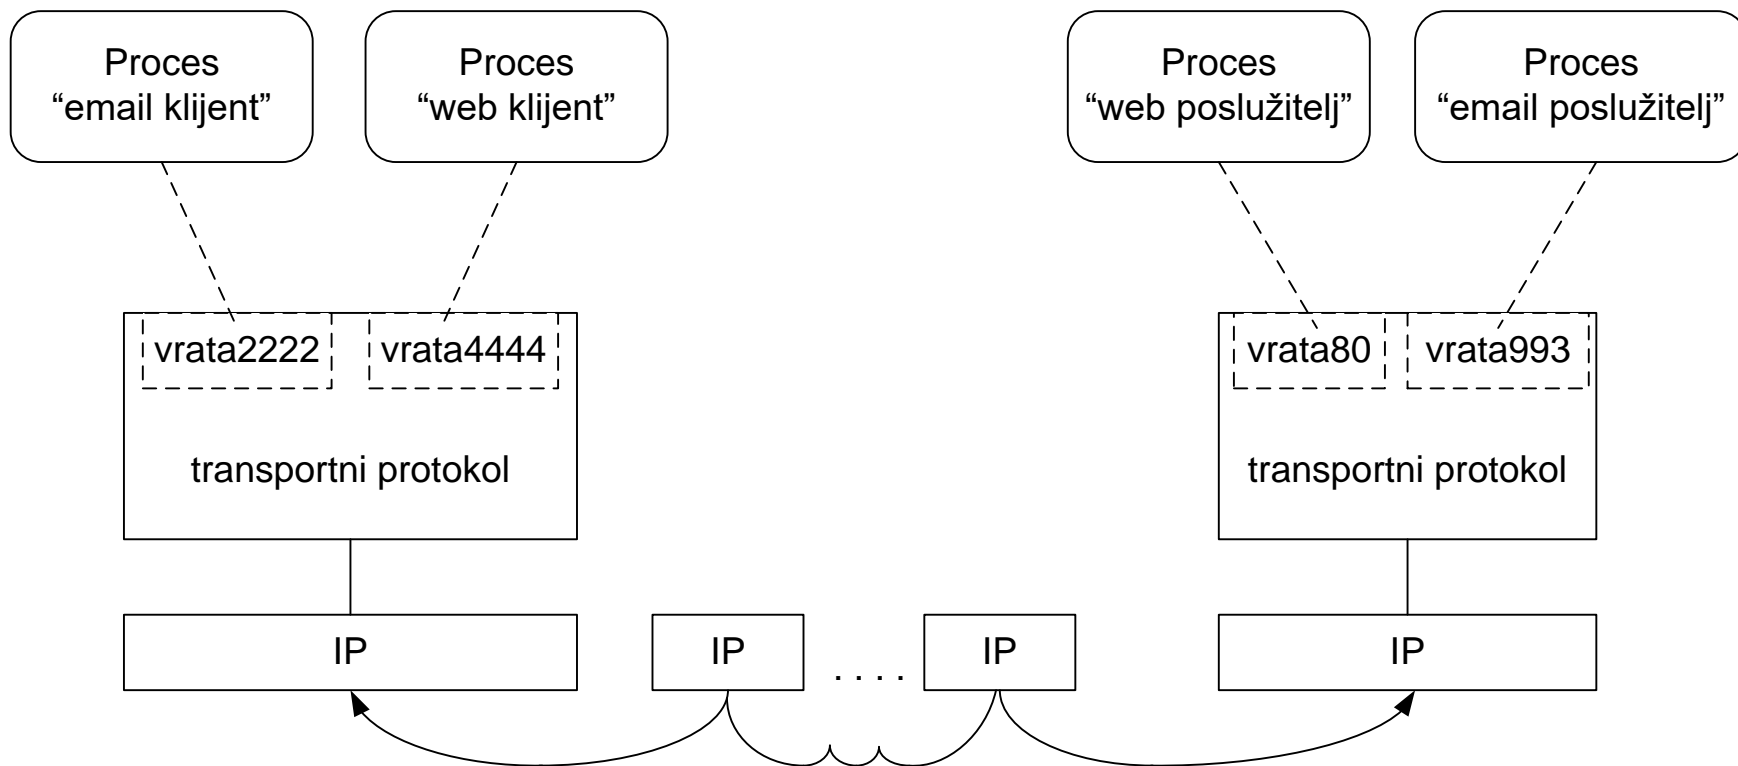 Proces
“email klijent”
Proces
“web klijent”
Proces
“web poslužitelj”
Proces
“email poslužitelj”
vrata2222
vrata4444
vrata80
vrata993
transportni protokol
transportni protokol
IP
IP
. . . .
IP
IP